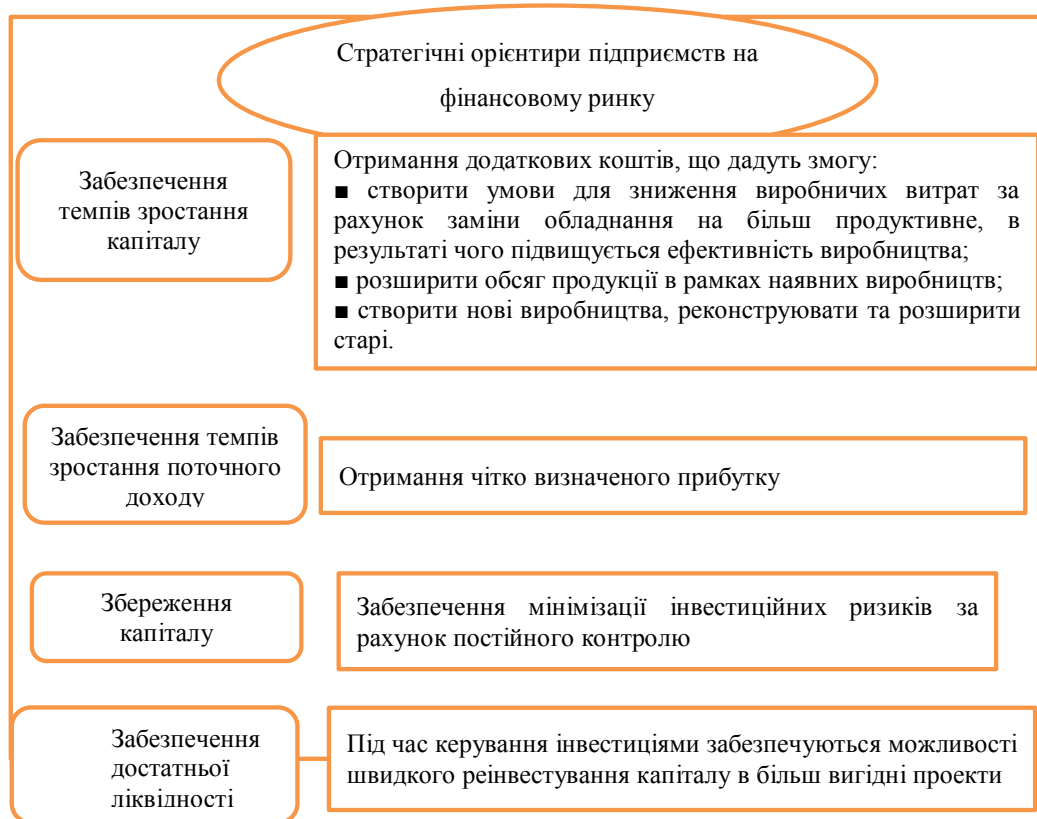 Стратегічні орієнтири підприємств на
фінансовому ринку
Забезпечення
темпів зростання
капіталу
Отримання додаткових коштів, що дадуть змогу:
■ створити умови для зниження виробничих витрат за
рахунок заміни обладнання на більш продуктивне, в
результаті чого підвищується ефективність виробництва;
■ розширити обсяг продукції в рамках наявних виробництв;
■ створити нові виробництва, реконструювати та розширити
старі.
Забезпечення темпів
зростання поточного
доходу
Отримання чітко визначеного прибутку
Збереження
капіталу
Забезпечення мінімізації інвестиційних ризиків за
рахунок постійного контролю
Забезпечення
достатньої
ліквідності
Під час керування інвестиціями забезпечуються можливості
швидкого реінвестування капіталу в більш вигідні проекти